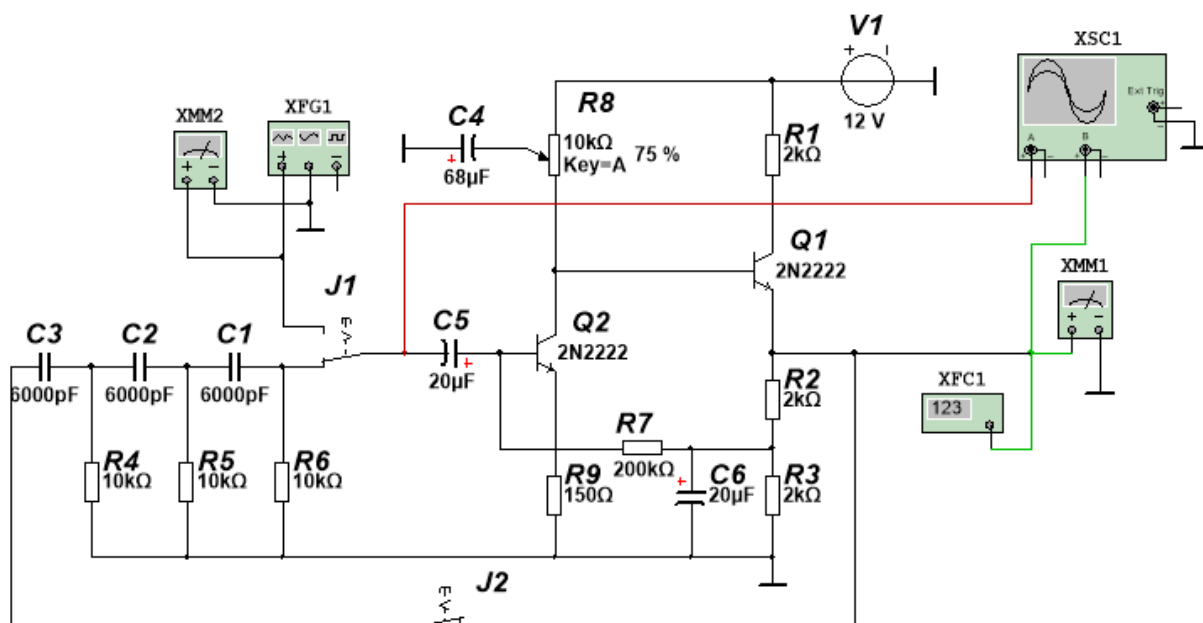 V1
+ −
12 V
XSC1
Ext Trig
+
−
A
B
+ −
+ −
XMM2
+ −
XFG1
+ −
C4
+
68µF
R8
10kΩ
Key=A
75 %
R1
2kΩ
Q1
2N2222
XMM1
+ −
J1
C3
6000pF
C2
6000pF
C1
6000pF
C5
+
20µF
Q2
2N2222
R2
2kΩ
XFC1
123
R7
200kΩ
R4
10kΩ
R5
10kΩ
R6
10kΩ
R9
150Ω
C6
+
20µF
R3
2kΩ
J2